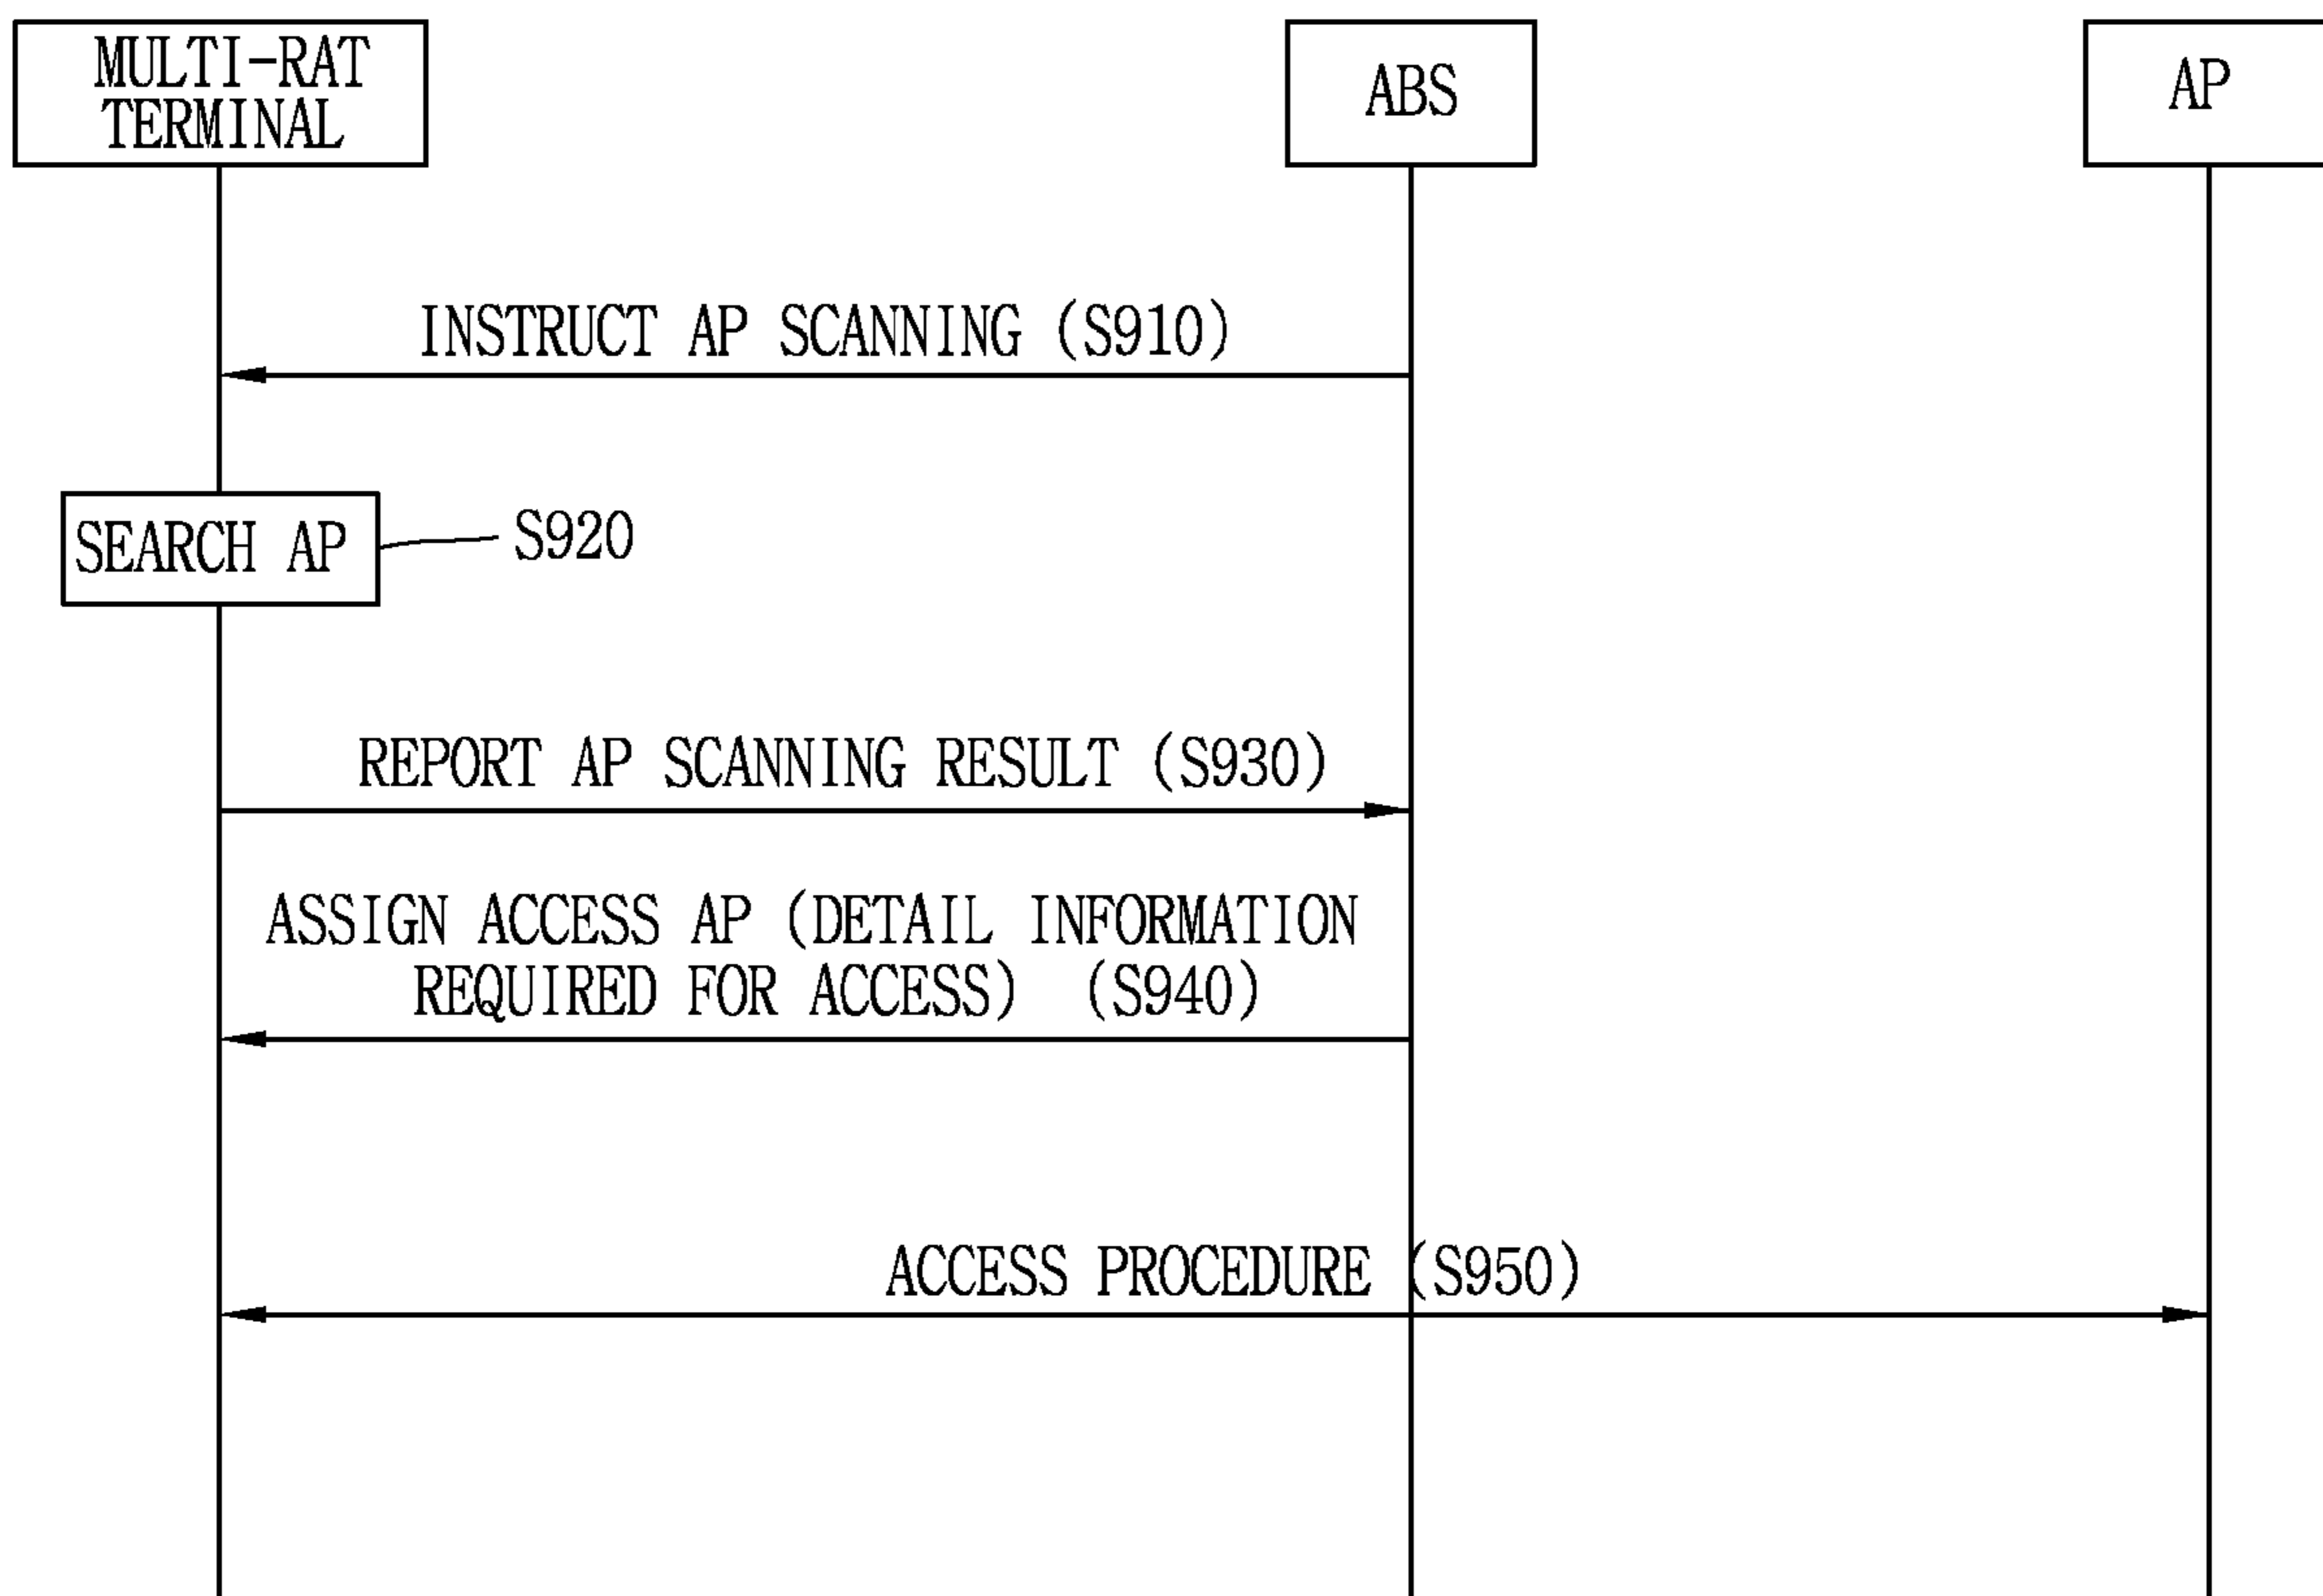 MULTI-RAT
TERMINAL
ABS
AP
INSTRUCT AP SCANNING (S910)
SEARCH AP
S920
REPORT AP SCANNING RESULT (S930)
ASSIGN ACCESS AP (DETAIL INFORMATION
REQUIRED FOR ACCESS) (S940)
ACCESS PROCEDURE (S950)